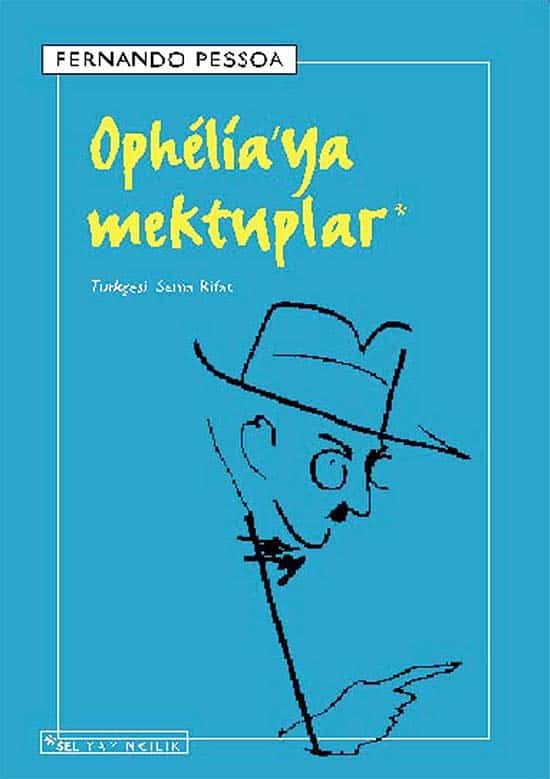 FERNANDO PESSOA
Ophélia'ya
mektuplar*
Türkçesi Sema Rifat
*SEL YAYINCILIK